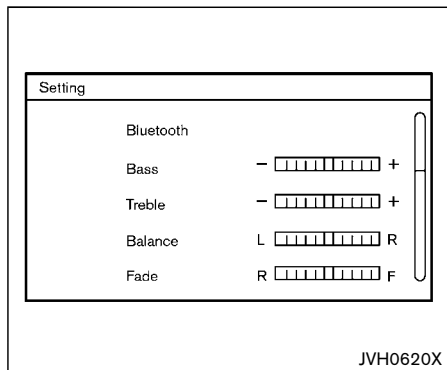 Setting
Bluetooth
Bass − +
Treble − +
Balance L R
Fade R F
JVH0620X